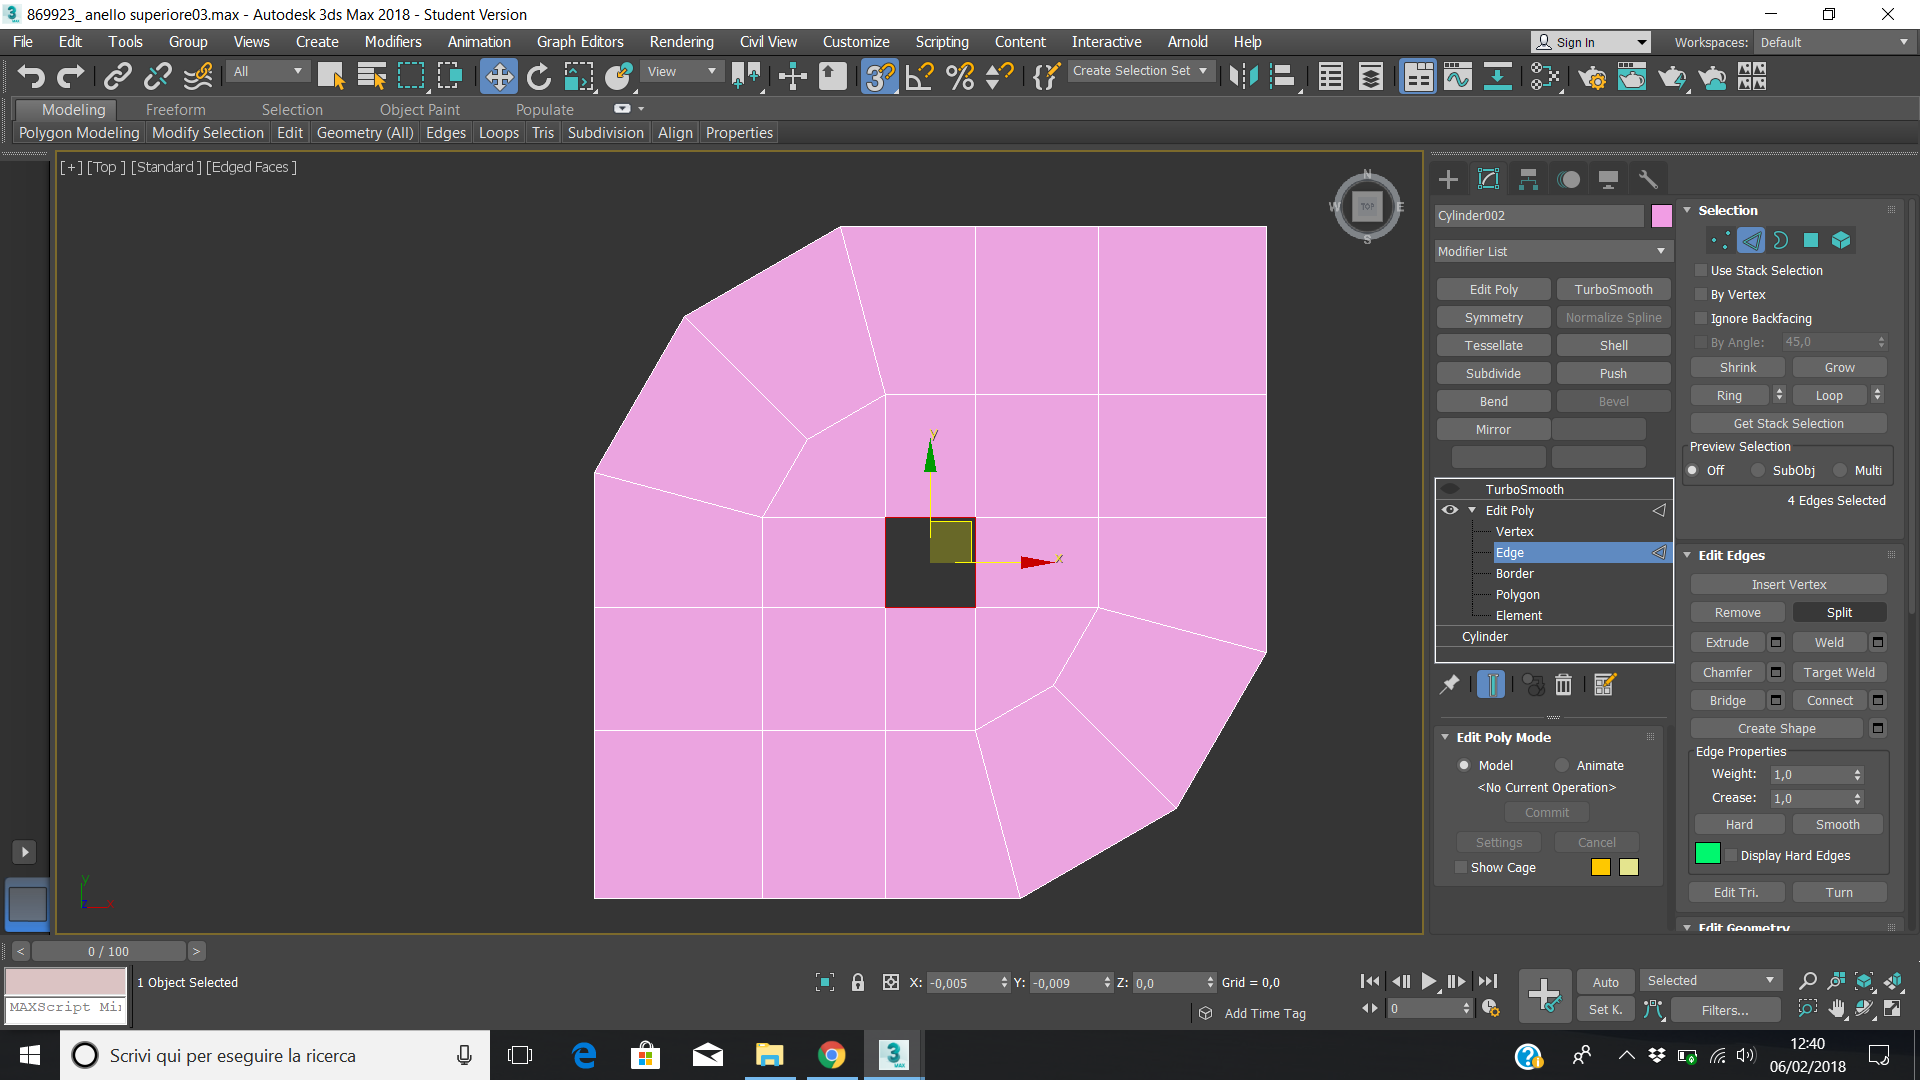 869923_ anello superiore03.max - Autodesk 3ds Max 2018 - Student Version
File Edit Tools Group Views Create Modifiers Animation Graph Editors Rendering Civil View Customize Scripting Content Interactive Arnold Help Sign In Workspaces: Default
All View 3 Create Selection Set
Modeling Freeform Selection Object Paint Populate
Polygon Modeling Modify Selection Edit Geometry (All) Edges Loops Tris Subdivision Align Properties
[+] [Top ] [Standard ] [Edged Faces ]
N
W TOP E
S
y
x
y
z x
Cylinder002
Modifier List
Edit Poly TurboSmooth
Symmetry Normalize Spline
Tessellate Shell
Subdivide Push
Bend Bevel
Mirror
TurboSmooth
Edit Poly
Vertex
Edge
Border
Polygon
Element
Cylinder
Edit Poly Mode
Model Animate
<No Current Operation>
Commit
Settings Cancel
Show Cage
Selection
Use Stack Selection
By Vertex
Ignore Backfacing
By Angle: 45,0
Shrink Grow
Ring Loop
Get Stack Selection
Preview Selection
Off SubObj Multi
4 Edges Selected
Edit Edges
Insert Vertex
Remove Split
Extrude Weld
Chamfer Target Weld
Bridge Connect
Create Shape
Edge Properties
Weight: 1,0
Crease: 1,0
Hard Smooth
Display Hard Edges
Edit Tri. Turn
Edit Geometry
< 0 / 100 >
1 Object Selected
MAXScript Mi
X: -0,005 Y: -0,009 Z: 0,0 Grid = 0,0
Add Time Tag
0
Auto Selected
Set K. Filters...
Scrivi qui per eseguire la ricerca
3
MAX
12:40
06/02/2018